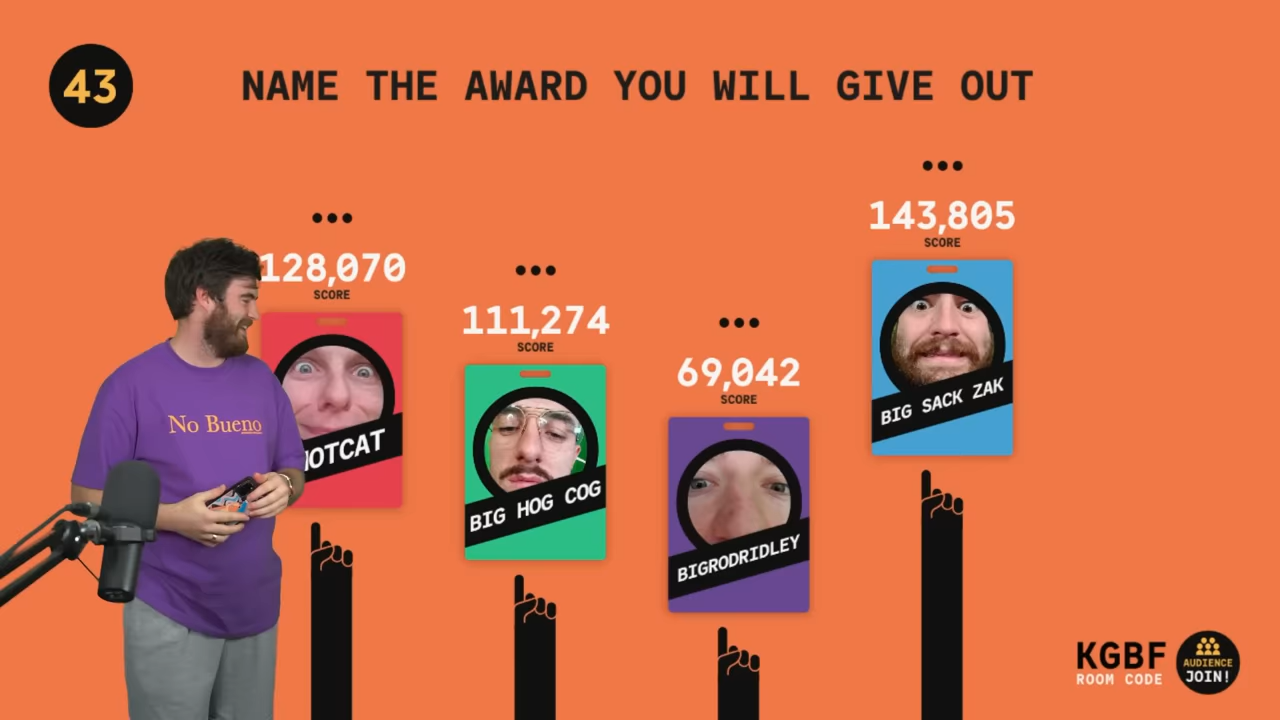 43
NAME THE AWARD YOU WILL GIVE OUT
128,070
SCORE
111,274
SCORE
69,042
SCORE
143,805
SCORE
BIG HOG COG
BIGRODRIDLEY
BIG SACK ZAK
No Bueno
KGBF
ROOM CODE
AUDIENCE
JOIN!